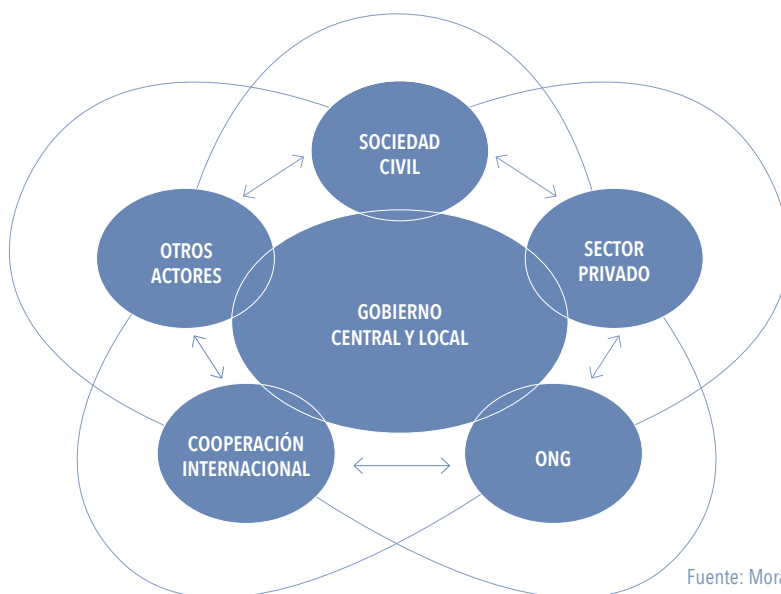 SOCIEDAD
CIVIL
OTROS
ACTORES
SECTOR
PRIVADO
GOBIERNO
CENTRAL Y LOCAL
COOPERACIÓN
INTERNACIONAL
ONG
Fuente: